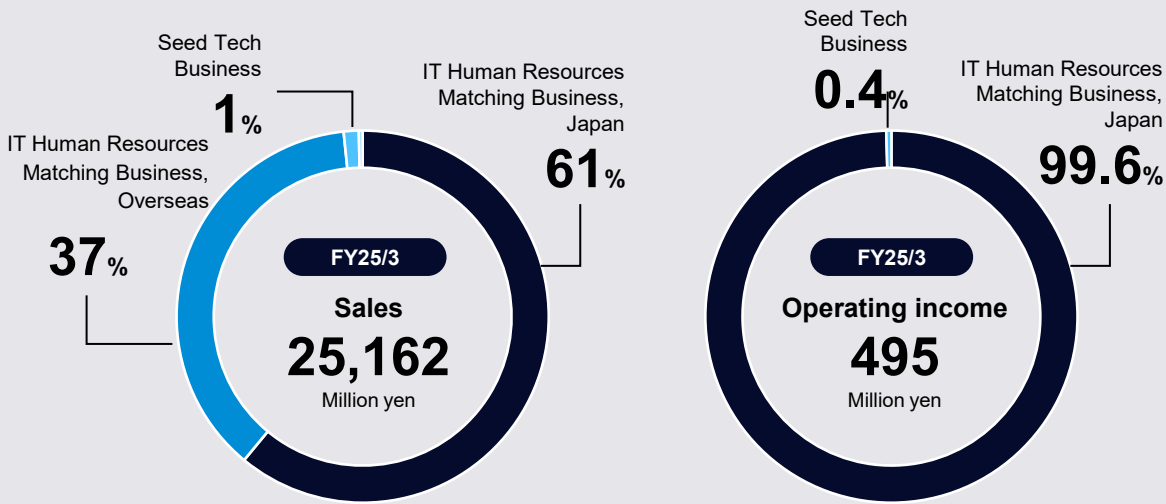 Seed Tech
Business
1%
IT Human Resources
Matching Business,
Japan
61%
IT Human Resources
Matching Business,
Overseas
37%
FY25/3
Sales
25,162
Million yen
Seed Tech
Business
0.4%
IT Human Resources
Matching Business,
Japan
99.6%
FY25/3
Operating income
495
Million yen